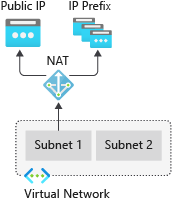 Public IP
IP Prefix
NAT
Subnet 1
Subnet 2
Virtual Network